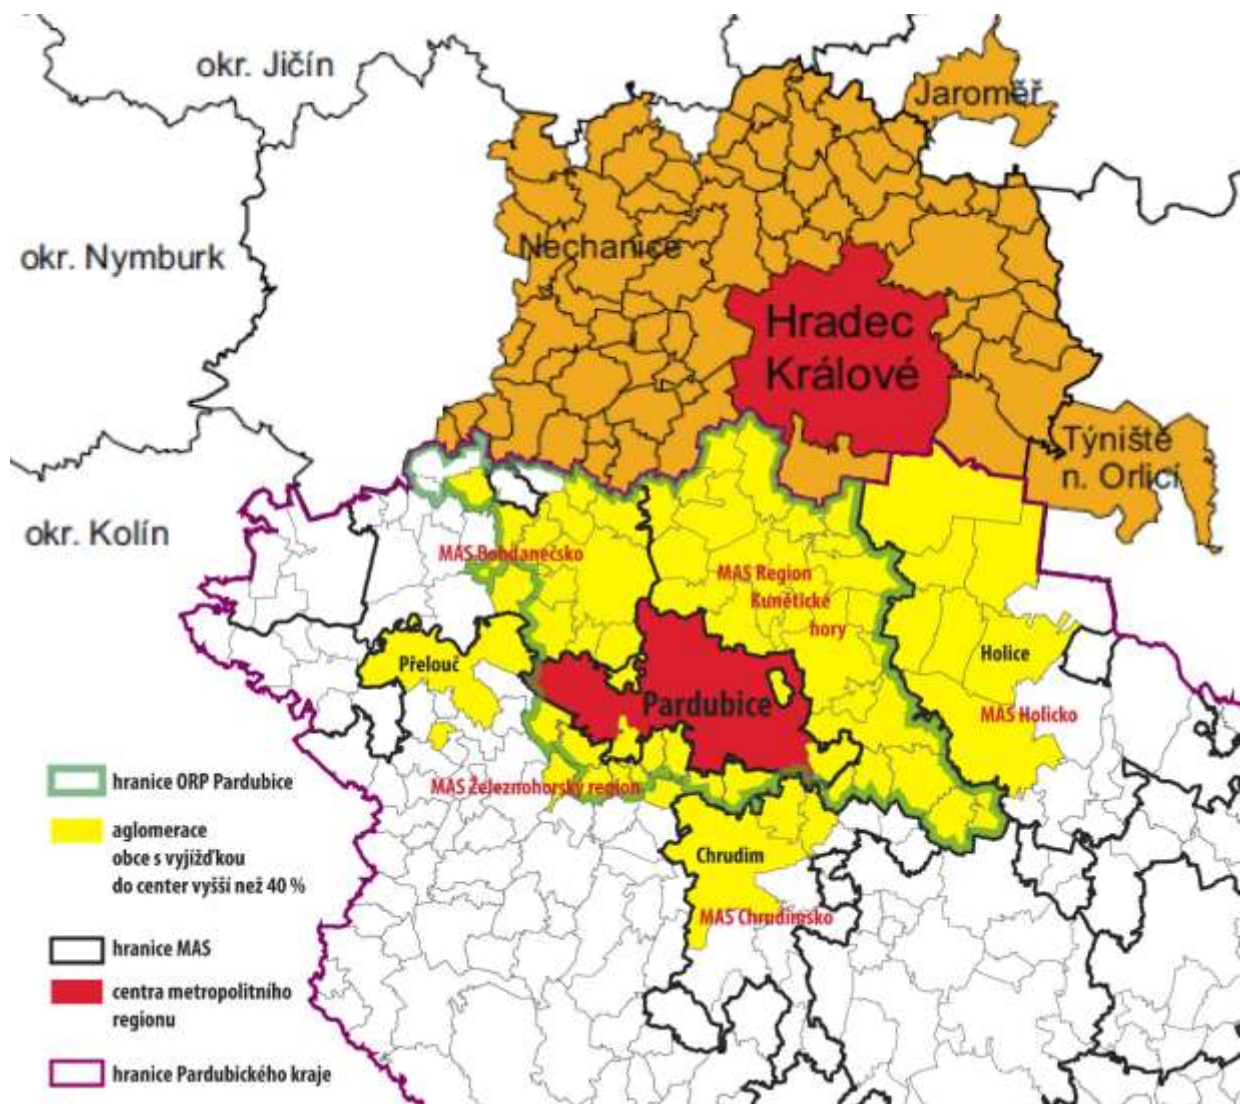 okr. Jičín
Jaroměř
okr. Nymburk
Nechanice
Hradec
Králové
Týniště
n. Orlicí
okr. Kolín
MAS Bohdanečsko
MAS Region
Kunětické
hory
Holice
Přelouč
Pardubice
MAS Holicko
MAS Železnohorský region
Chrudim
MAS Chrudimsko
hranice ORP Pardubice
aglomerace
obce s vyjížďkou
do center vyšší než 40 %
hranice MAS
centra metropolitního
regionu
hranice Pardubického kraje